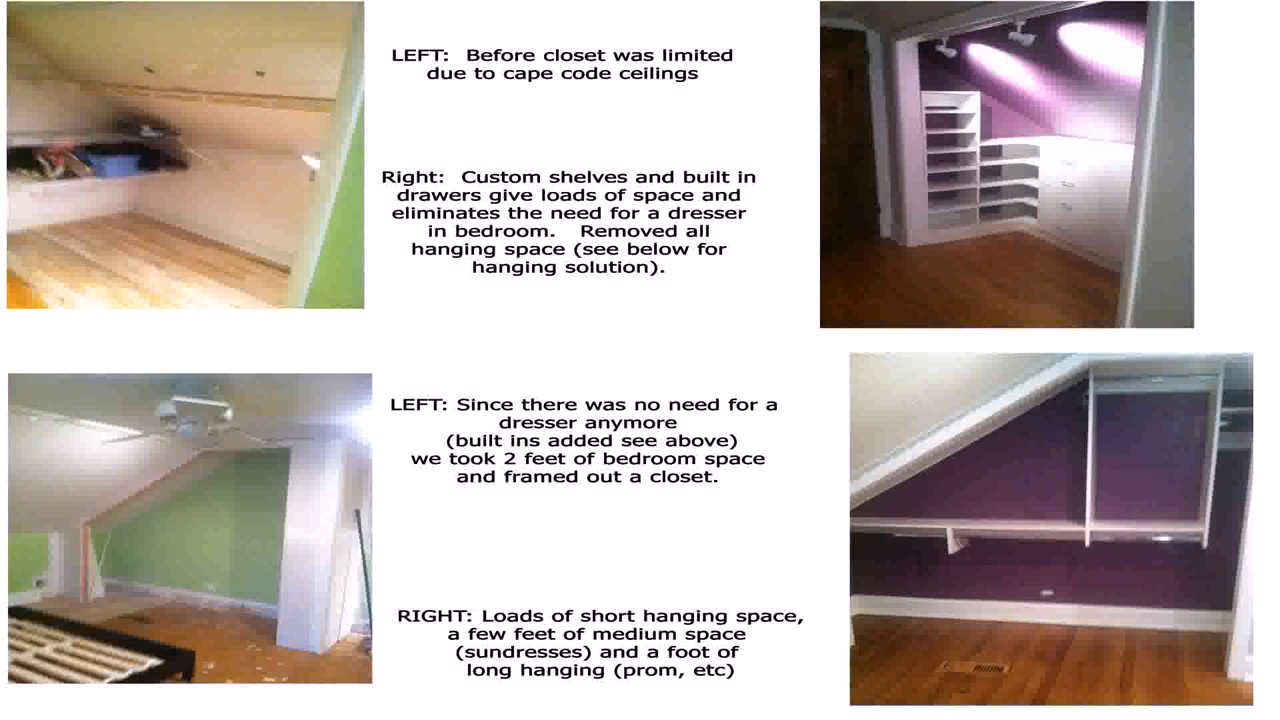 LEFT:  Before closet was limited
due to cape code ceilings
Right:  Custom shelves and built in
drawers give loads of space and
eliminates the need for a dresser
in bedroom.   Removed all
hanging space (see below for
hanging solution).
LEFT: Since there was no need for a
dresser anymore
(built ins added see above)
we took 2 feet of bedroom space
and framed out a closet.
RIGHT: Loads of short hanging space,
a few feet of medium space
(sundresses) and a foot of
long hanging (prom, etc)